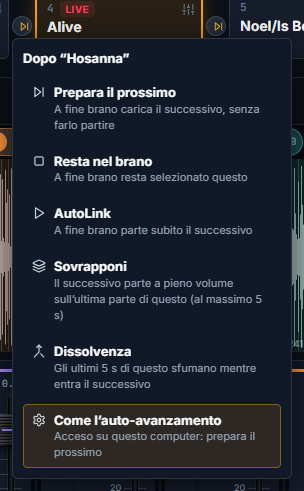 4 LIVE 5
Alive Noel/Is Be
Dopo “Hosanna”
Prepara il prossimo
A fine brano carica il successivo, senza
farlo partire
Resta nel brano
A fine brano resta selezionato questo
AutoLink
A fine brano parte subito il successivo
Sovrapponi
Il successivo parte a pieno volume
sull’ultima parte di questo (al massimo 5
s)
Dissolvenza
Gli ultimi 5 s di questo sfumano mentre
entra il successivo
Come l’auto-avanzamento
Acceso su questo computer: prepara il
prossimo
20 20